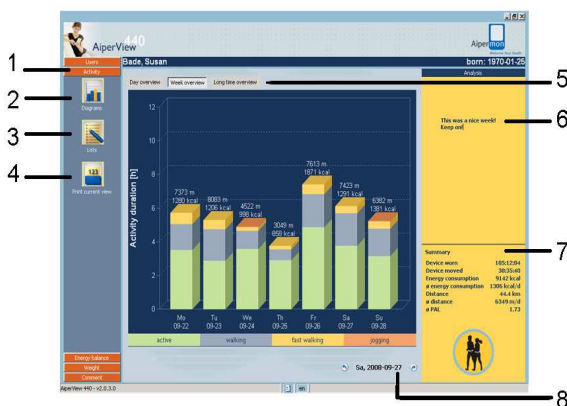 AiperView 440
Aipermon
Welcome Your Health
Users
Bade, Susan
born: 1970-01-25
1
Activity
Day overview
Week overview
Long time overview
Analysis
5
2
Diagrams
3
Lists
4
123
Print current view
This was a nice week!
Keep on!
6
Activity duration [h]
12
10
8
6
4
2
0
7373 m
1280 kcal
8083 m
1206 kcal
4522 m
998 kcal
3049 m
858 kcal
7613 m
1871 kcal
7423 m
1291 kcal
6382 m
1381 kcal
Mo
09-22
Tu
09-23
We
09-24
Th
09-25
Fr
09-26
Sa
09-27
Su
09-28
active
walking
fast walking
jogging
Summary
7
Device worn 105:12:04
Device moved 38:35:40
Energy consumption 9142 kcal
ø energy consumption 1306 kcal/d
Distance 44.4 km
ø distance 6349 m/d
ø PAL 1.73
Energy balance
Weight
Comment
Sa, 2008-09-27
AiperView 440 - v2.0.3.0
en
8